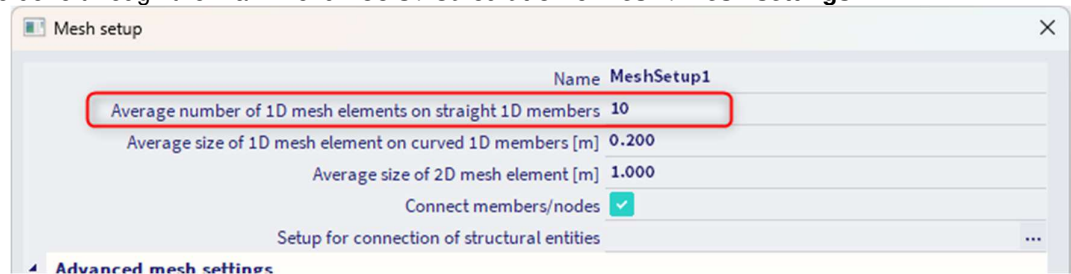 Mesh setup
Name MeshSetup1
Average number of 1D mesh elements on straight 1D members 10
Average size of 1D mesh element on curved 1D members [m] 0.200
Average size of 2D mesh element [m] 1.000
Connect members/nodes
Setup for connection of structural entities ...
Advanced mesh settings